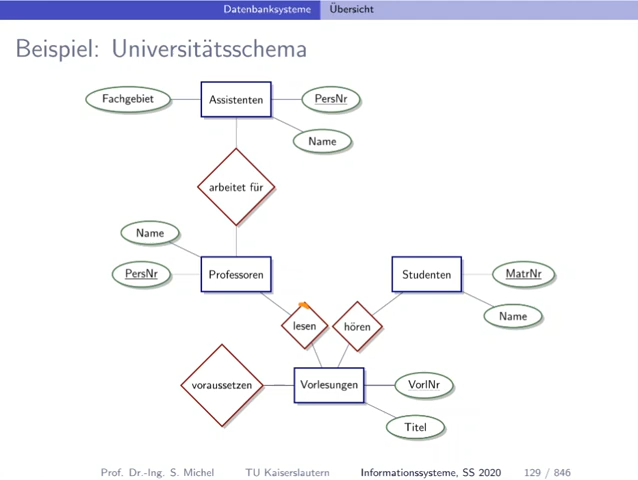 Datenbanksysteme Übersicht
Beispiel: Universitätsschema
Fachgebiet Assistenten PersNr
Name
arbeitet für
Name
PersNr Professoren Studenten MatrNr
Name
lesen hören
voraussetzen Vorlesungen VorlNr
Titel
Prof. Dr.-Ing. S. Michel TU Kaiserslautern Informationssysteme, SS 2020 129 / 846